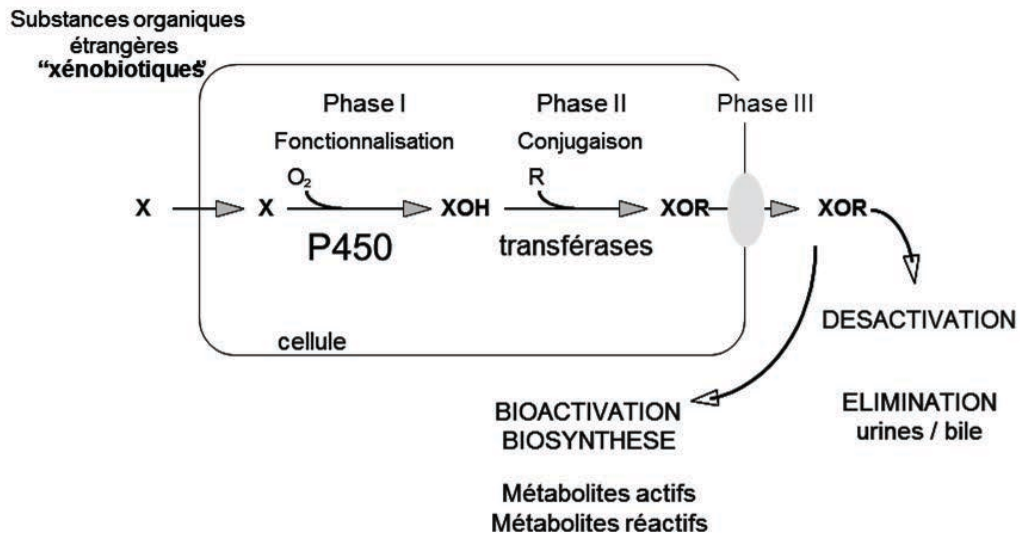 Substances organiques
étrangères
“xénobiotiques”
Phase I
Phase II
Phase III
Fonctionnalisation
Conjugaison
O₂
R
X
X
XOH
XOR
XOR
P450
transférases
cellule
DESACTIVATION
ELIMINATION
urines / bile
BIOACTIVATION
BIOSYNTHESE
Métabolites actifs
Métabolites réactifs